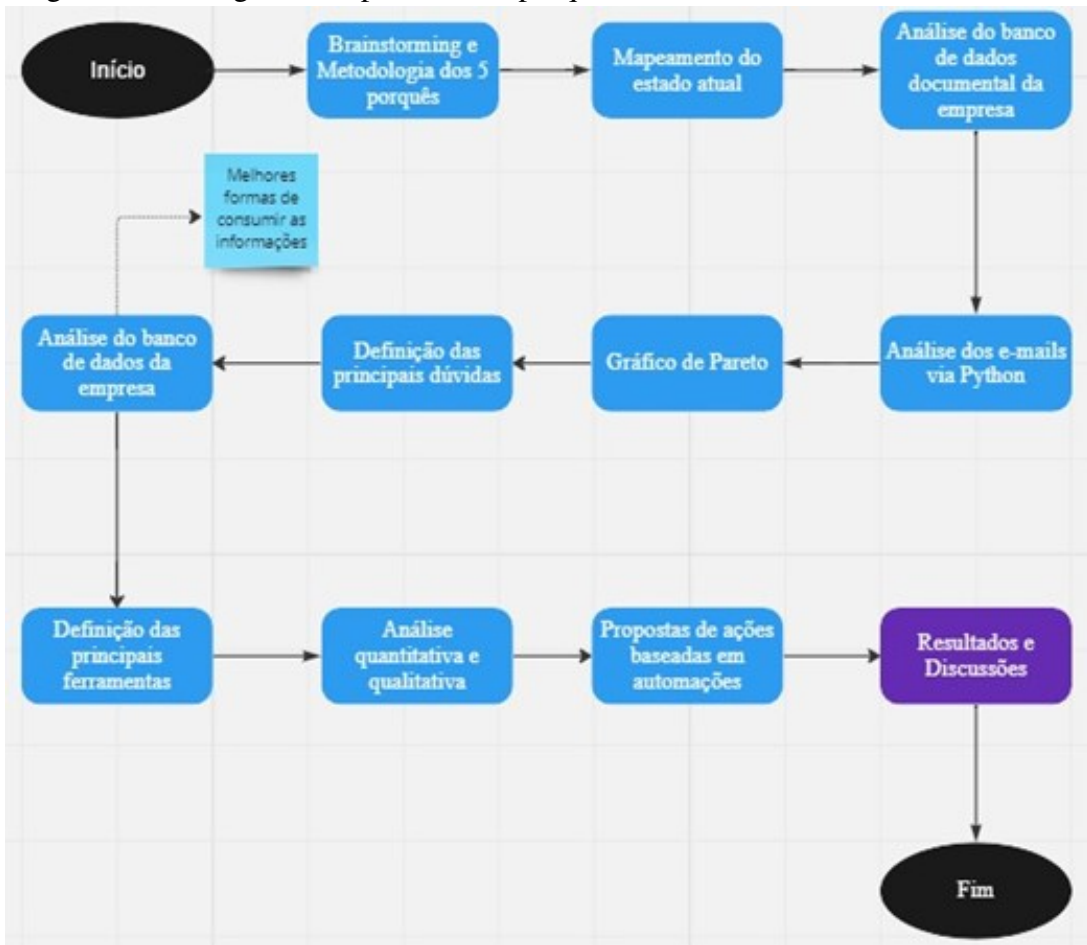 Início
Brainstorming e
Metodologia dos 5
porquês
Mapeamento do
estado atual
Análise do banco
de dados
documental da
empresa
Melhores
formas de
consumir as
informações
Análise do banco
de dados da
empresa
Definição das
principais dúvidas
Gráfico de Pareto
Análise dos e-mails
via Python
Definição das
principais
ferramentas
Análise
quantitativa e
qualitativa
Propostas de ações
baseadas em
automações
Resultados e
Discussões
Fim